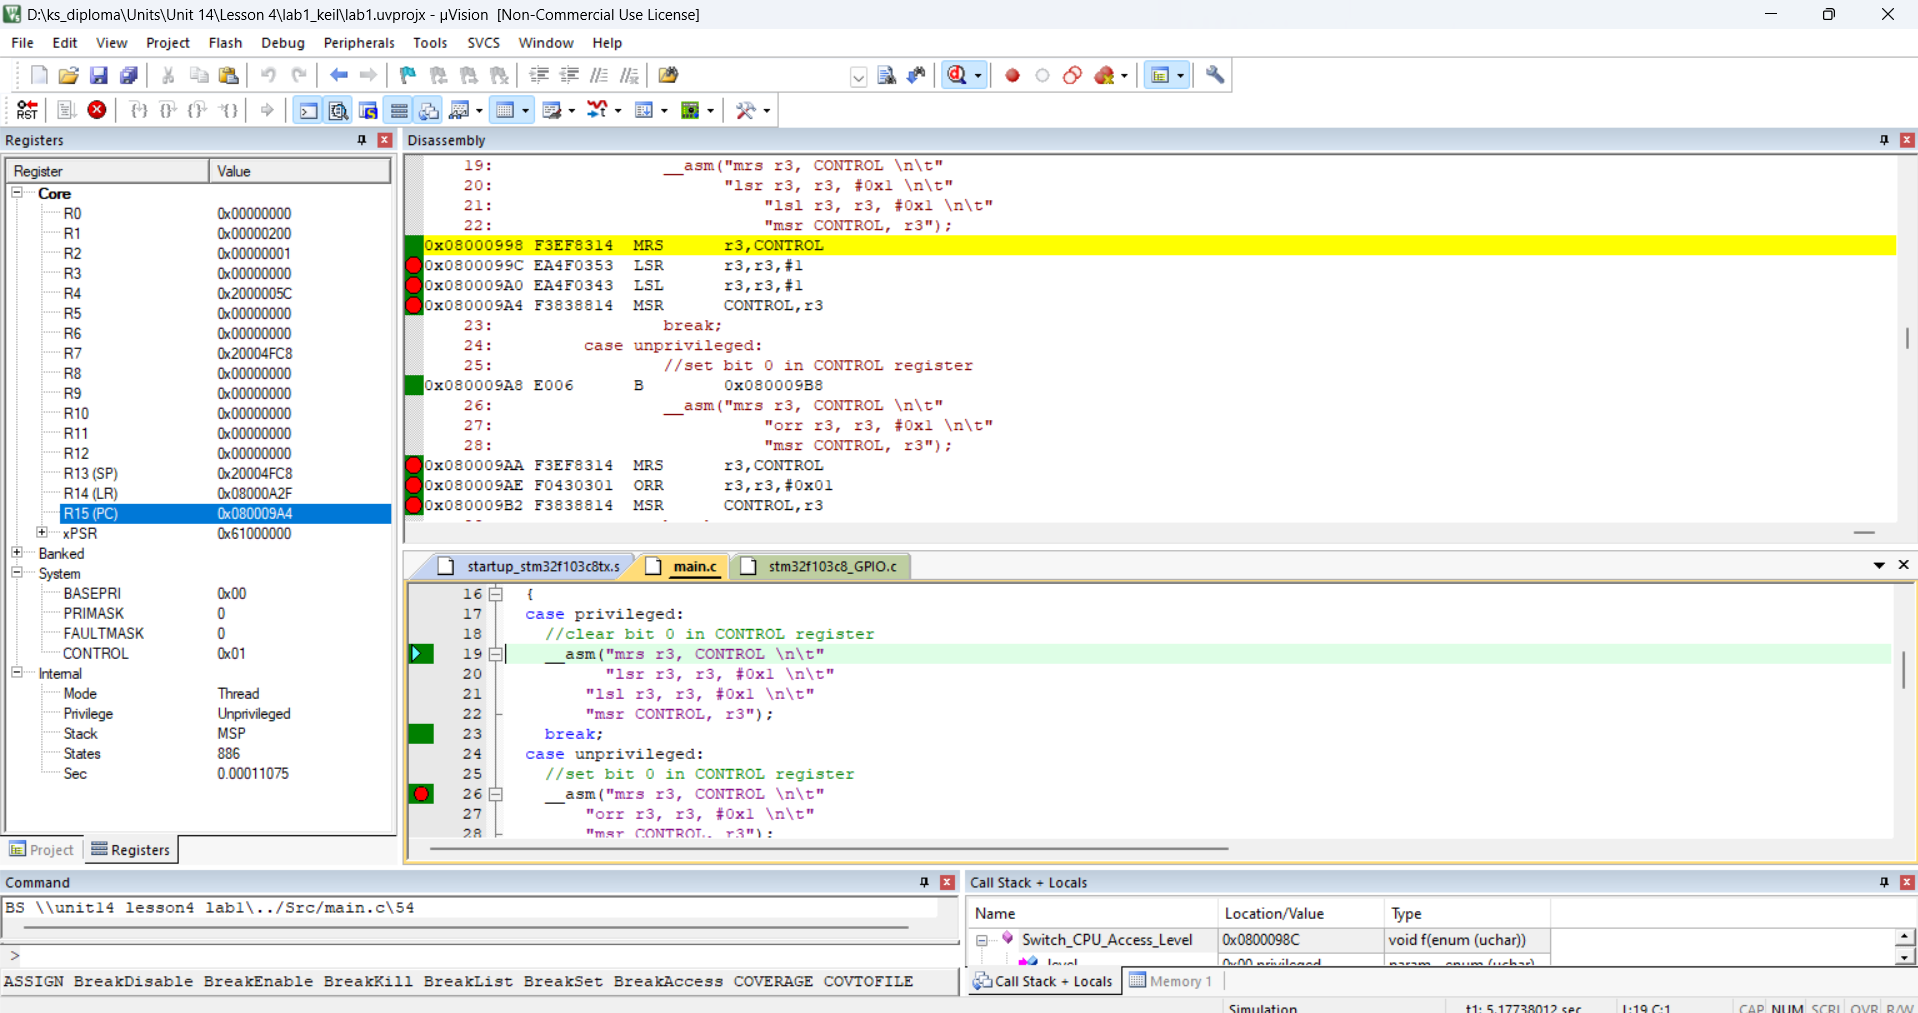 D:\ks_diploma\Units\Unit 14\Lesson 4\lab1_keil\lab1.uvprojx - µVision  [Non-Commercial Use License]
File Edit View Project Flash Debug Peripherals Tools SVCS Window Help
RST
Registers
Register Value
Core
R0 0x00000000
R1 0x00000200
R2 0x00000001
R3 0x00000000
R4 0x2000005C
R5 0x00000000
R6 0x00000000
R7 0x20004FC8
R8 0x00000000
R9 0x00000000
R10 0x00000000
R11 0x00000000
R12 0x00000000
R13 (SP) 0x20004FC8
R14 (LR) 0x08000A2F
R15 (PC) 0x080009A4
xPSR 0x61000000
Banked
System
BASEPRI 0x00
PRIMASK 0
FAULTMASK 0
CONTROL 0x01
Internal
Mode Thread
Privilege Unprivileged
Stack MSP
States 886
Sec 0.00011075
Project Registers
Disassembly
19: __asm("mrs r3, CONTROL \n\t"
20: "lsr r3, r3, #0x1 \n\t"
21: "lsl r3, r3, #0x1 \n\t"
22: "msr CONTROL, r3");
0x08000998 F3EF8314 MRS r3,CONTROL
0x0800099C EA4F0353 LSR r3,r3,#1
0x080009A0 EA4F0343 LSL r3,r3,#1
0x080009A4 F3838814 MSR CONTROL,r3
23: break;
24: case unprivileged:
25: //set bit 0 in CONTROL register
0x080009A8 E006 B 0x080009B8
26: __asm("mrs r3, CONTROL \n\t"
27: "orr r3, r3, #0x1 \n\t"
28: "msr CONTROL, r3");
0x080009AA F3EF8314 MRS r3,CONTROL
0x080009AE F0430301 ORR r3,r3,#0x01
0x080009B2 F3838814 MSR CONTROL,r3
startup_stm32f103c8tx.s main.c stm32f103c8_GPIO.c
16 {
17 case privileged:
18 //clear bit 0 in CONTROL register
19 __asm("mrs r3, CONTROL \n\t"
20 "lsr r3, r3, #0x1 \n\t"
21 "lsl r3, r3, #0x1 \n\t"
22 "msr CONTROL, r3");
23 break;
24 case unprivileged:
25 //set bit 0 in CONTROL register
26 __asm("mrs r3, CONTROL \n\t"
27 "orr r3, r3, #0x1 \n\t"
28 "msr CONTROL, r3");
Command
BS \\unit14 lesson4 lab1\../Src/main.c\54
>
ASSIGN BreakDisable BreakEnable BreakKill BreakList BreakSet BreakAccess COVERAGE COVTOFILE
Call Stack + Locals
Name Location/Value Type
Switch_CPU_Access_Level 0x0800098C void f(enum (uchar))
level 0x00 privileged param - enum (uchar)
Call Stack + Locals Memory 1
Simulation t1: 5.17738012 sec L:19 C:1 CAP NUM SCRL OVR R/W